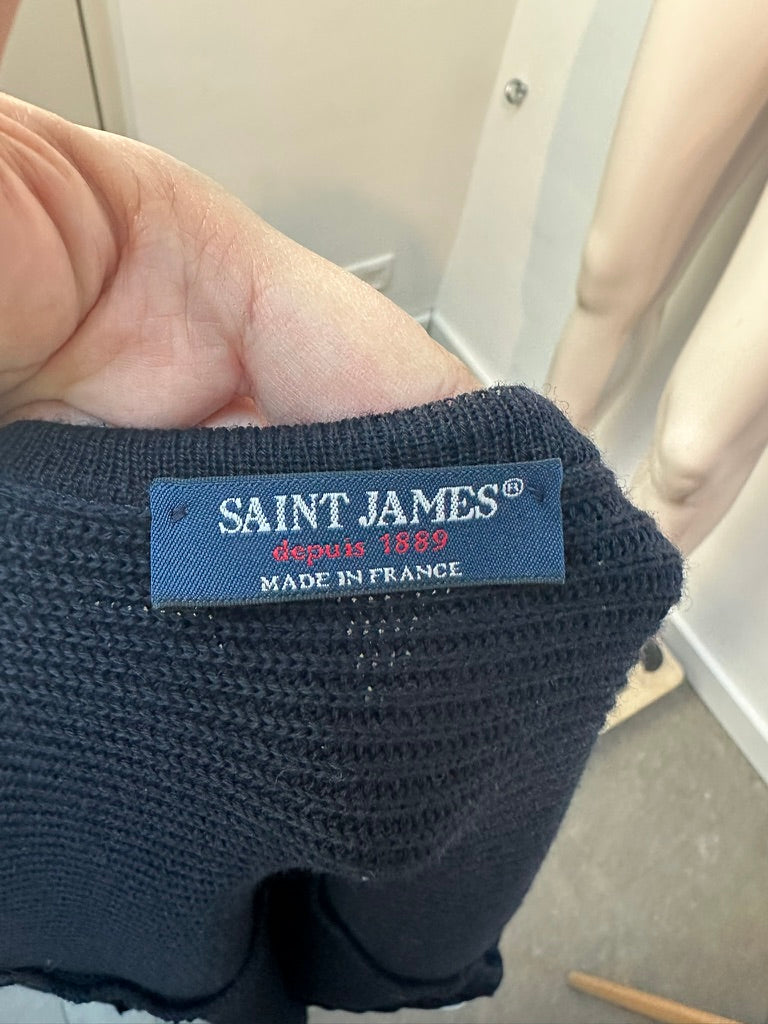 SAINT JAMES®
depuis 1889
MADE IN FRANCE